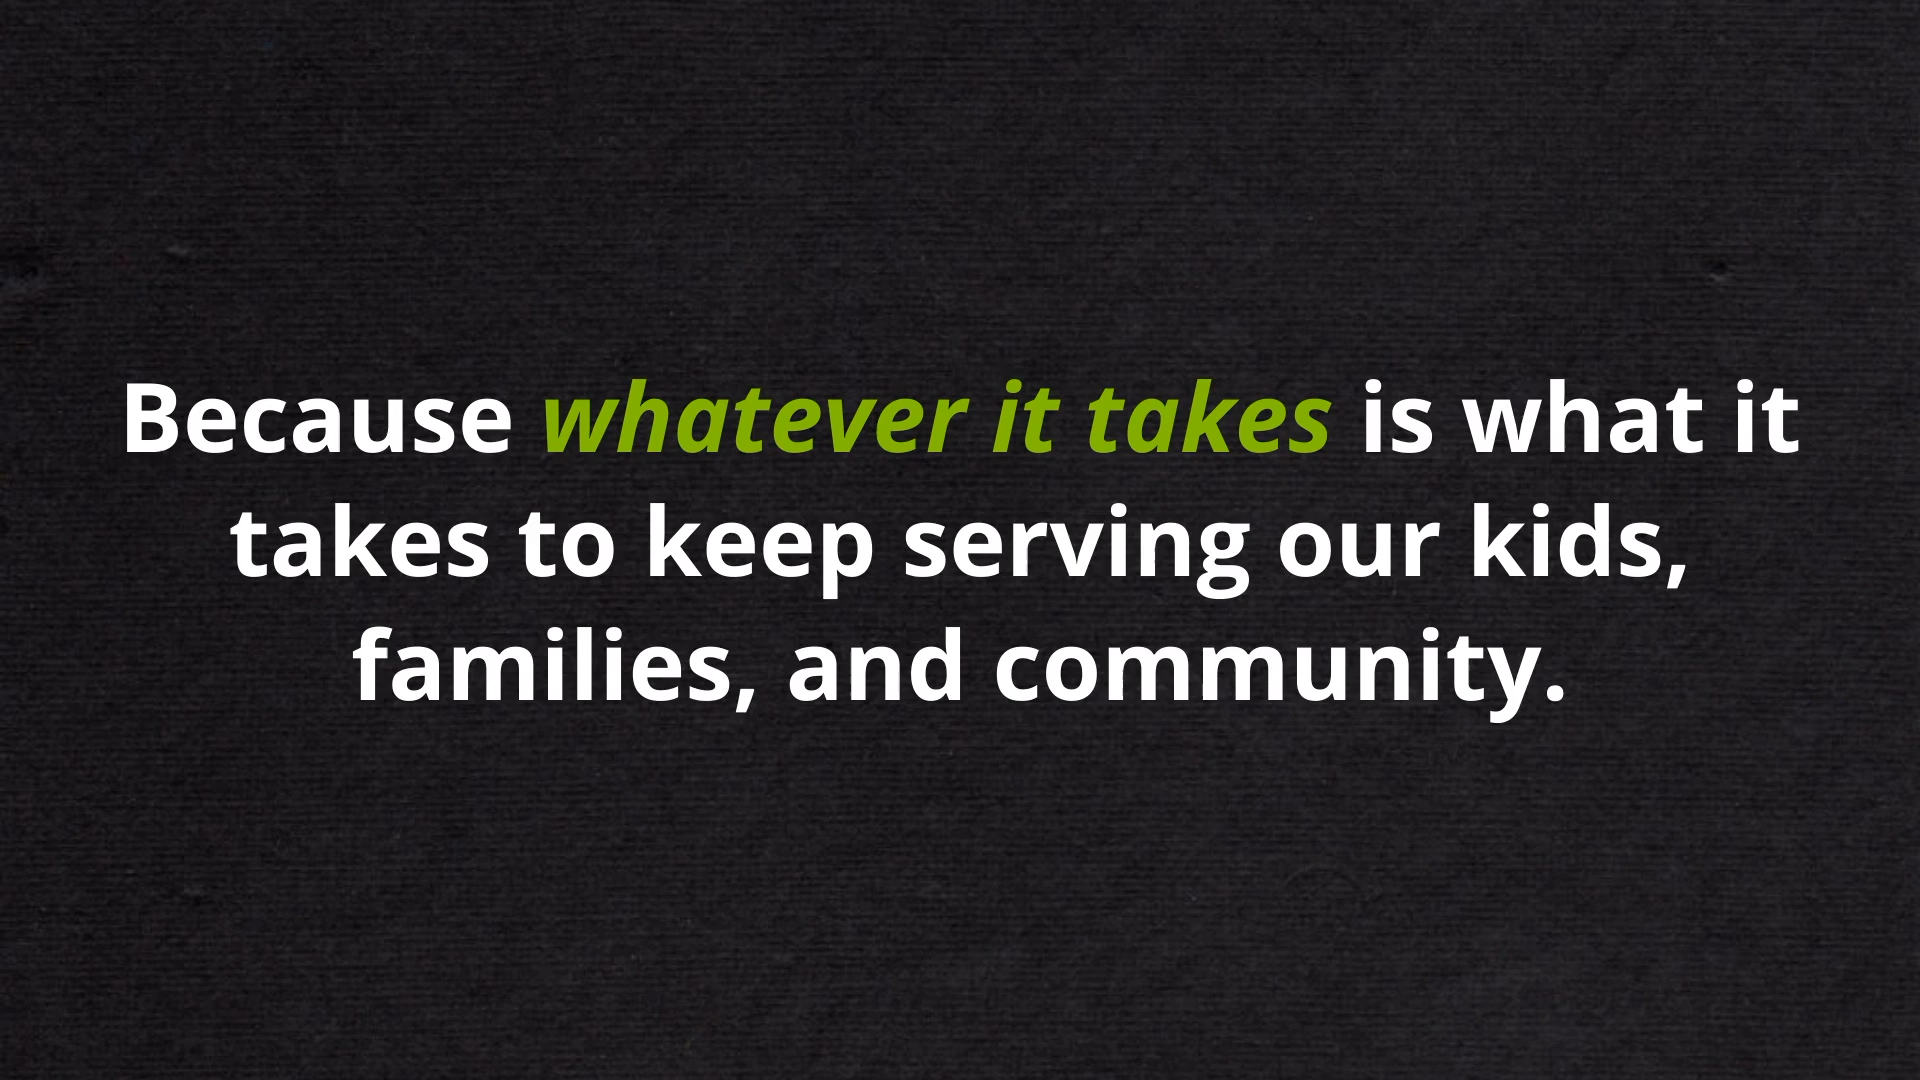 Because whatever it takes is what it
takes to keep serving our kids,
families, and community.